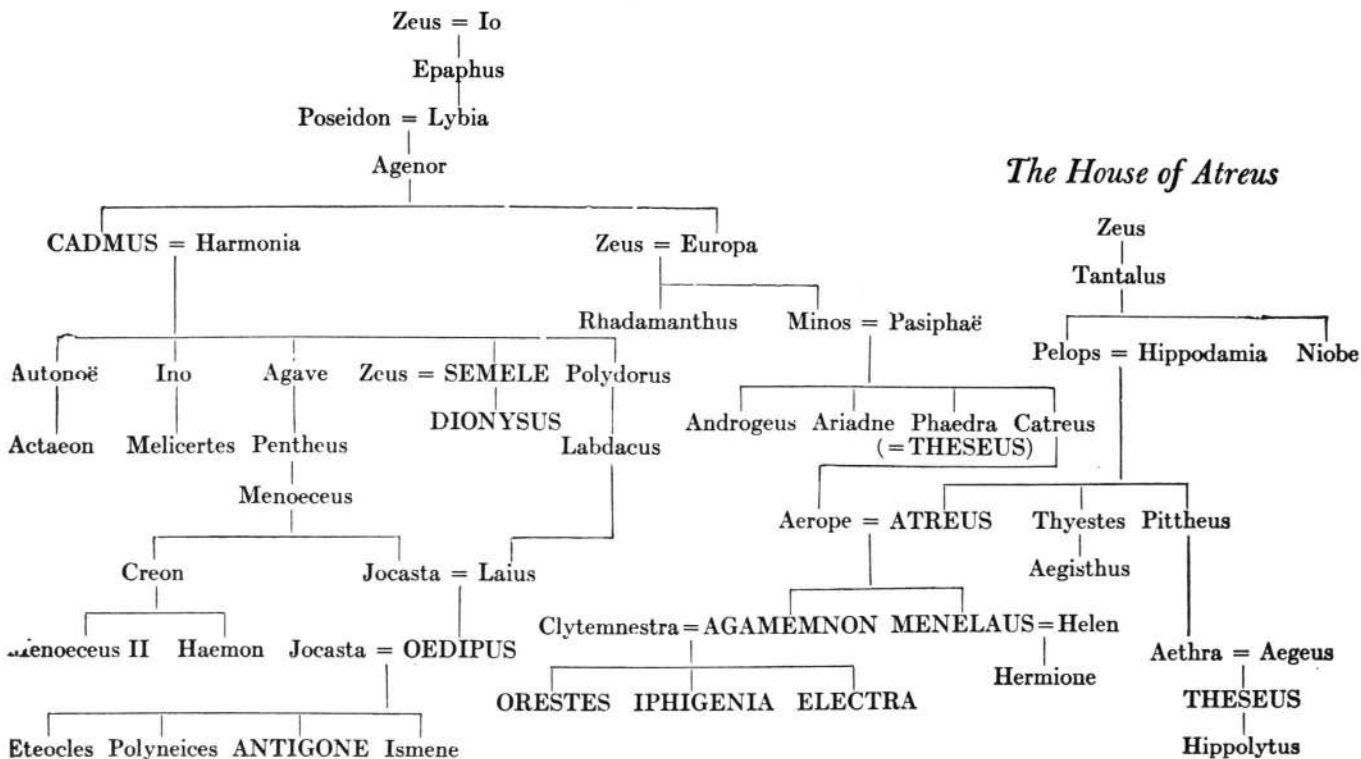 Zeus = Io
Epaphus
Poseidon = Lybia
Agenor
The House of Atreus
CADMUS = Harmonia
Zeus = Europa
Zeus
Tantalus
Rhadamanthus Minos = Pasiphaë
Pelops = Hippodamia Niobe
Autonoë Ino Agave Zeus = SEMELE Polydorus
DIONYSUS
Androgeus Ariadne Phaedra Catreus
(=THESEUS)
Actaeon Melicertes Pentheus Labdacus
Menoeceus
Aerope = ATREUS Thyestes Pittheus
Creon Jocasta = Laius
Aegisthus
Clytemnestra=AGAMEMNON MENELAUS=Helen
enoeceus II Haemon Jocasta = OEDIPUS
Aethra = Aegeus
Hermione
ORESTES IPHIGENIA ELECTRA
THESEUS
Eteocles Polyneices ANTIGONE Ismene
Hippolytus